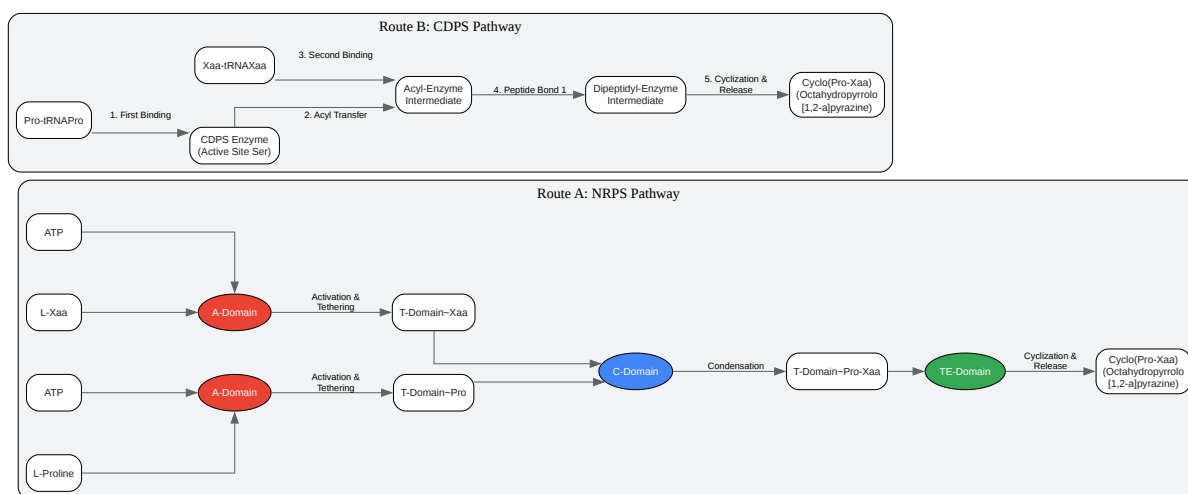 Route B: CDPS Pathway
Xaa-tRNAXaa
3. Second Binding
Pro-tRNAPro
1. First Binding
CDPS Enzyme
(Active Site Ser)
2. Acyl Transfer
Acyl-Enzyme
Intermediate
4. Peptide Bond 1
Dipeptidyl-Enzyme
Intermediate
5. Cyclization &
Release
Cyclo(Pro-Xaa)
(Octahydropyrrolo
[1,2-a]pyrazine)
Route A: NRPS Pathway
ATP
L-Xaa
A-Domain
Activation &
Tethering
T-Domain~Xaa
ATP
A-Domain
Activation &
Tethering
T-Domain~Pro
L-Proline
C-Domain
Condensation
T-Domain~Pro-Xaa
TE-Domain
Cyclization &
Release
Cyclo(Pro-Xaa)
(Octahydropyrrolo
[1,2-a]pyrazine)